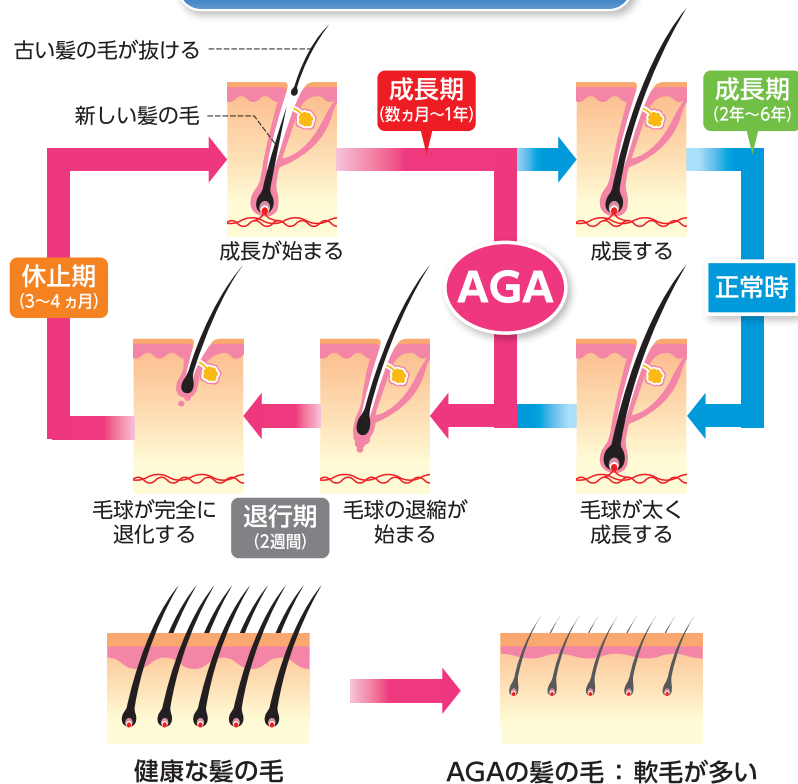 古い髪の毛が抜ける
新しい髪の毛
成長期
(数ヵ月〜1年)
成長期
(2年〜6年)
成長が始まる
成長する
休止期
(3〜4ヵ月)
AGA
正常時
毛球が完全に
退化する
退行期
(2週間)
毛球の退縮が
始まる
毛球が太く
成長する
健康な髪の毛
AGAの髪の毛：軟毛が多い